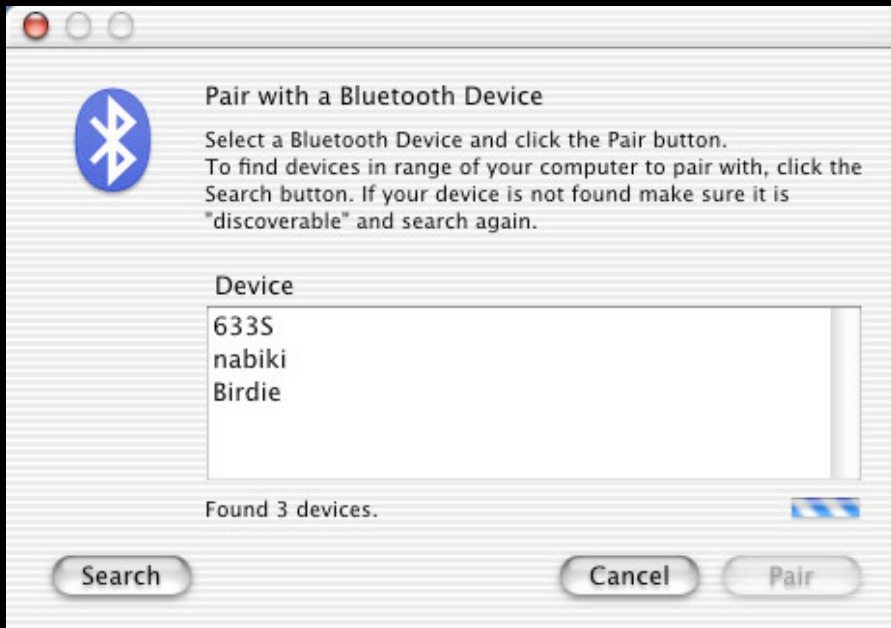 Pair with a Bluetooth Device
Select a Bluetooth Device and click the Pair button.
To find devices in range of your computer to pair with, click the
Search button. If your device is not found make sure it is
"discoverable" and search again.
Device
633S
nabiki
Birdie
Found 3 devices.
Search
Cancel
Pair